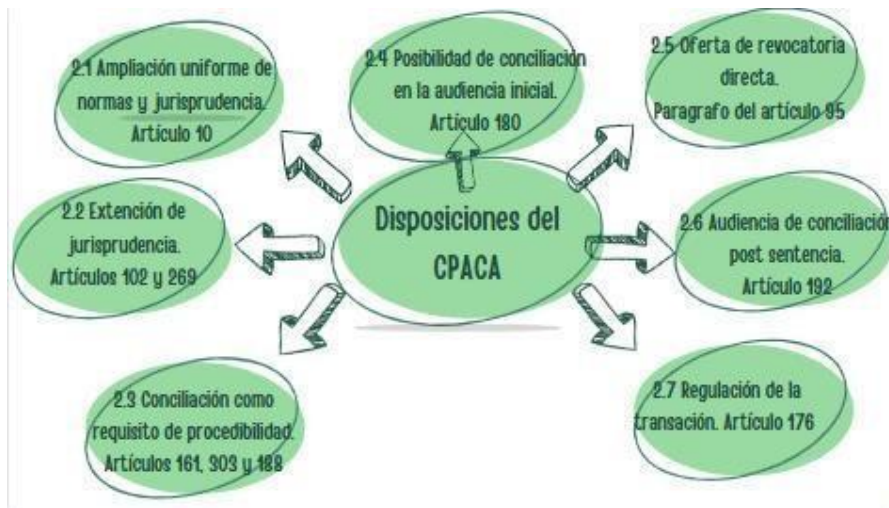 2.1 Ampliación uniforme de
normas y jurisprudencia.
Artículo 10
2.4 Posibilidad de conciliación
en la audiencia inicial.
Artículo 180
2.5 Oferta de revocatoria
directa.
Paragrafo del artículo 95
2.2 Extención de
jurisprudencia.
Artículos 102 y 269
Disposiciones del
CPACA
2.6 Audiencia de conciliación
post sentencia.
Artículo 192
2.3 Conciliación como
requisito de procedibilidad.
Artículos 161, 303 y 188
2.7 Regulación de la
transación. Artículo 176